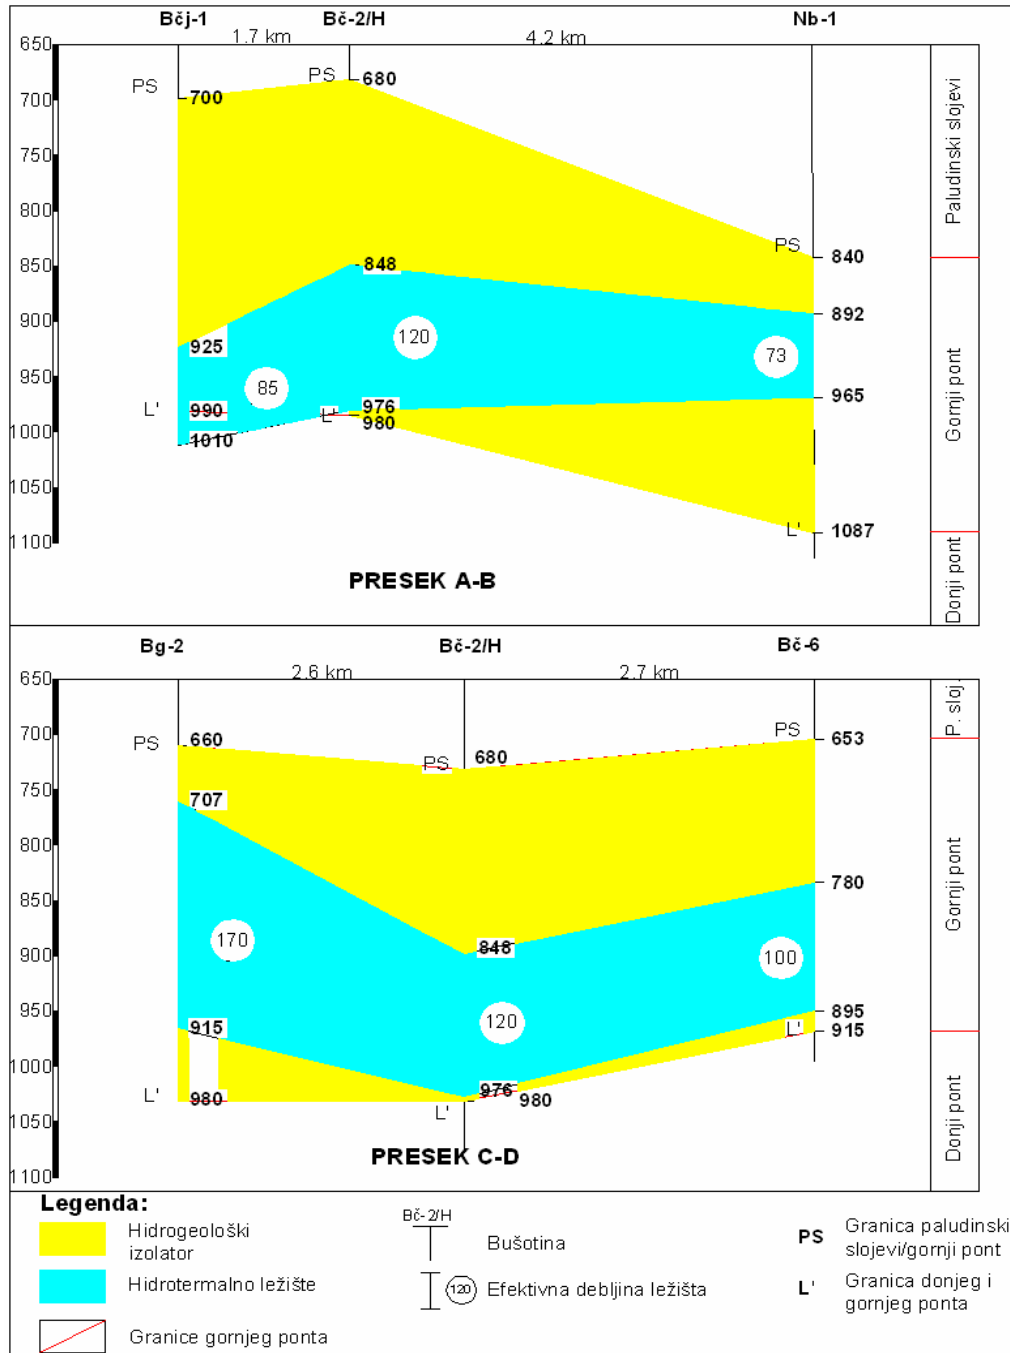 Bčj-1 Bč-2/H Nb-1
1.7 km 4.2 km
650
700
750
800
850
900
950
1000
1050
1100
PS 700
PS 680
PS 840
848
892
925
120
73
85
965
L' 990
976
L' 980
1010
L' 1087
Paludinski slojevi
Gornji pont
Donji pont
PRESEK A-B
Bg-2 Bč-2/H Bč-6
2.6 km 2.7 km
650
700
750
800
850
900
950
1000
1050
1100
PS 660
PS 680
PS 653
707
780
848
170
100
120
895
915
L' 915
976
L' 980
L' 980
P. sloj.
Gornji pont
Donji pont
PRESEK C-D
Legenda:
Hidrogeološki
izolator
Hidrotermalno ležište
Granice gornjeg ponta
Bč-2/H
Bušotina
120 Efektivna debljina ležišta
PS Granica paludinski
slojevi/gornji pont
L' Granica donjeg i
gornjeg ponta